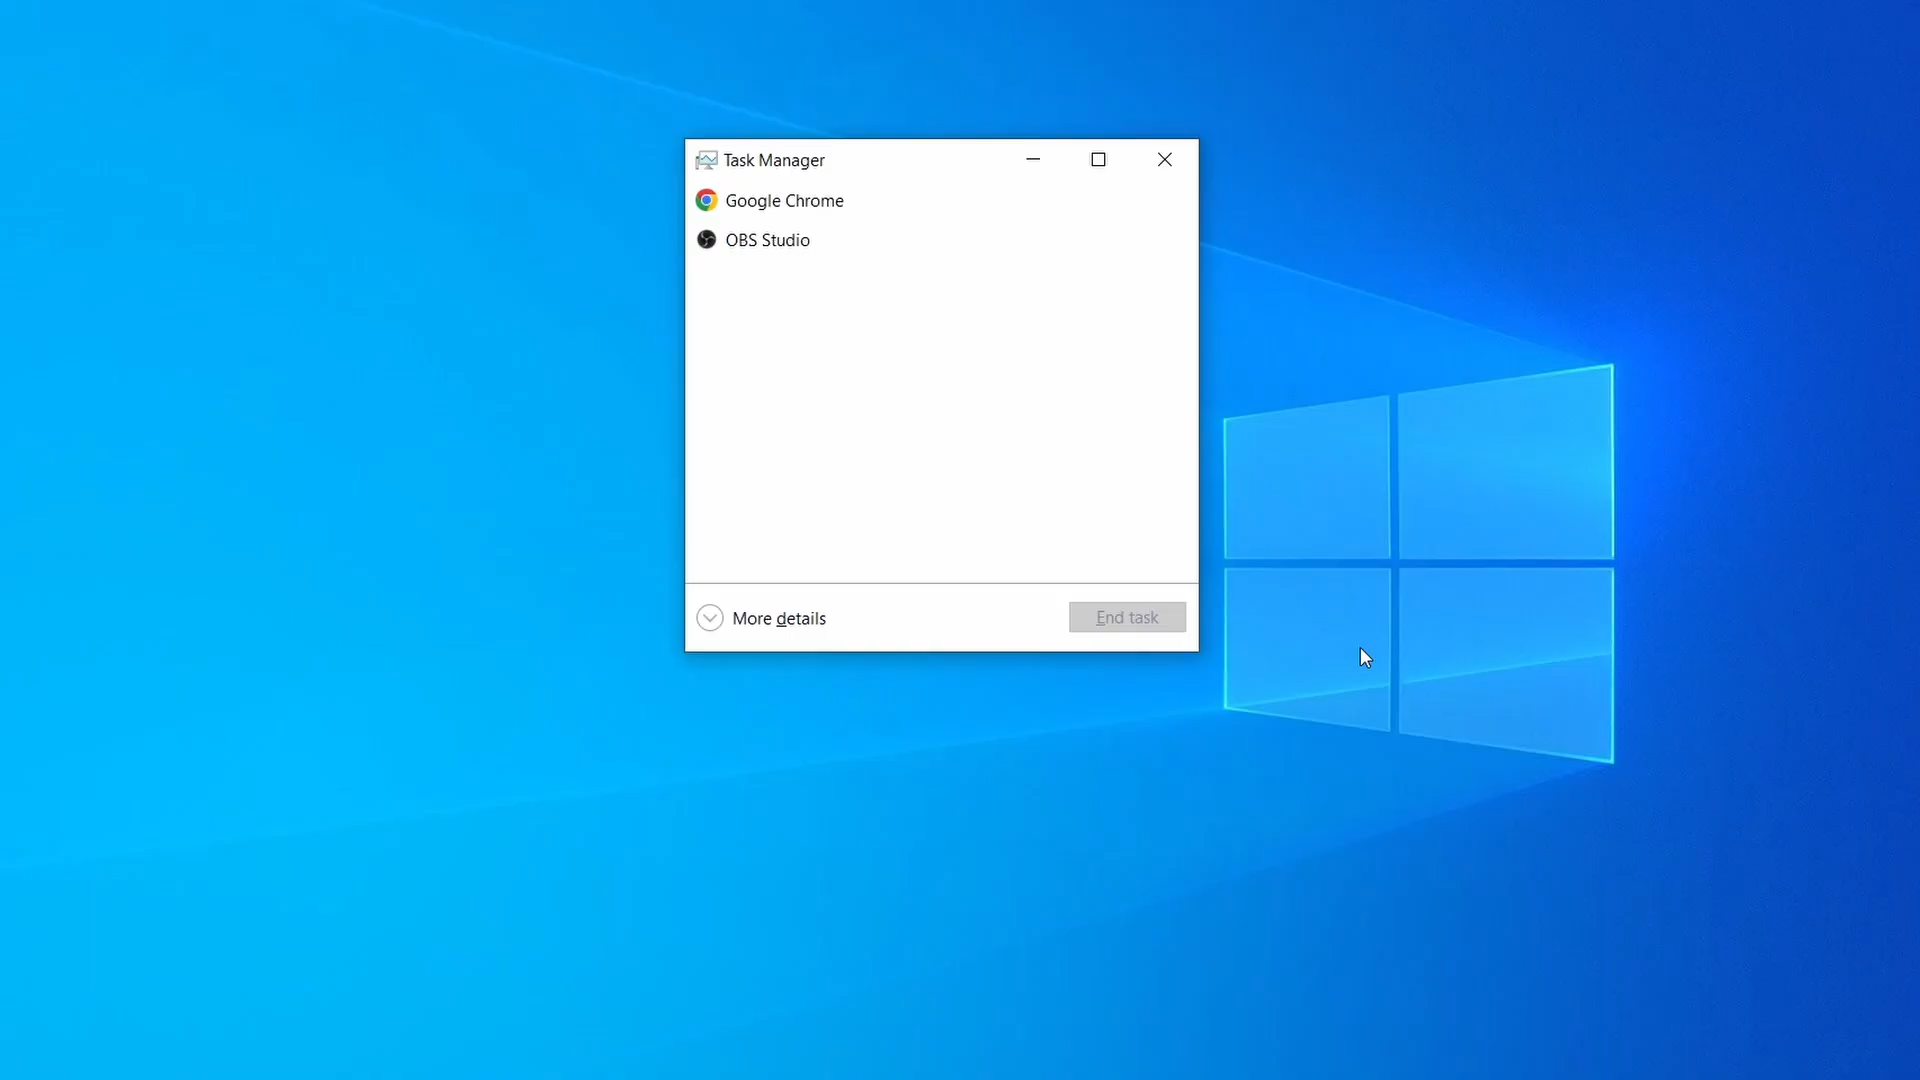 Task Manager
Google Chrome
OBS Studio
More details
End task